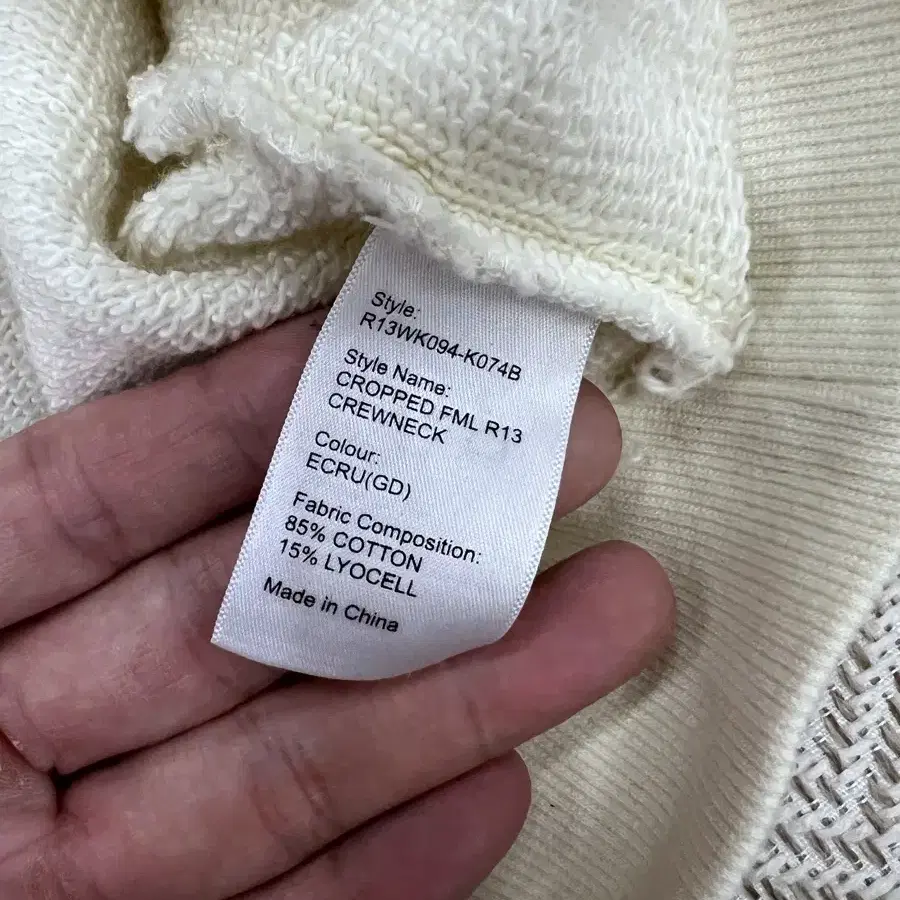 Style:
R13WK094-K074B
Style Name:
CROPPED FML R13
CREWNECK
Colour:
ECRU(GD)
Fabric Composition:
85% COTTON
15% LYOCELL
Made in China